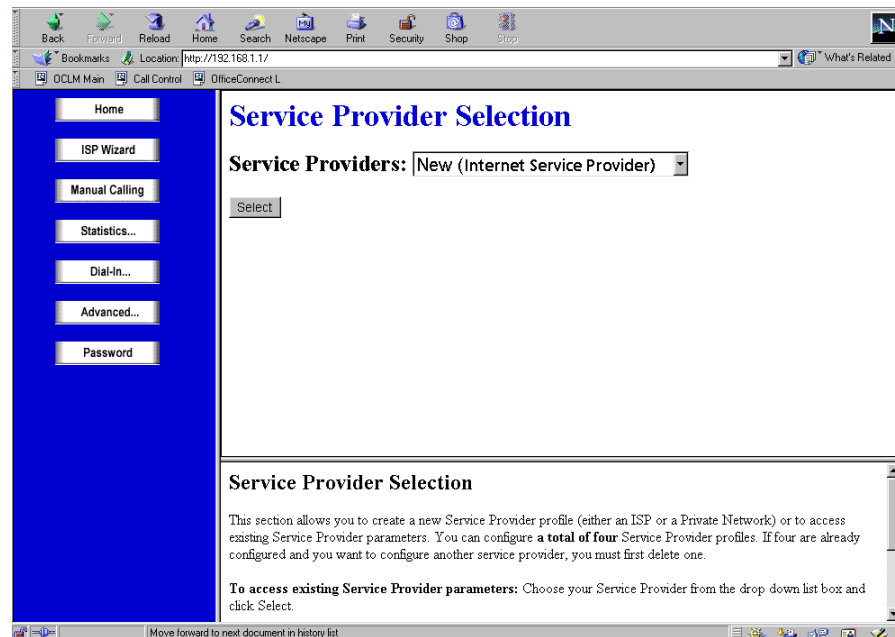 Back Forward Reload Home Search Netscape Print Security Shop Stop
Bookmarks Location: http://192.168.1.1/ What's Related
OCLM Main Call Control OfficeConnect L
Home
ISP Wizard
Manual Calling
Statistics...
Dial-In...
Advanced...
Password
Service Provider Selection
Service Providers: New (Internet Service Provider)
Select
Service Provider Selection
This section allows you to create a new Service Provider profile (either an ISP or a Private Network) or to access
existing Service Provider parameters. You can configure a total of four Service Provider profiles. If four are already
configured and you want to configure another service provider, you must first delete one.
To access existing Service Provider parameters: Choose your Service Provider from the drop down list box and
click Select.
Move forward to next document in history list